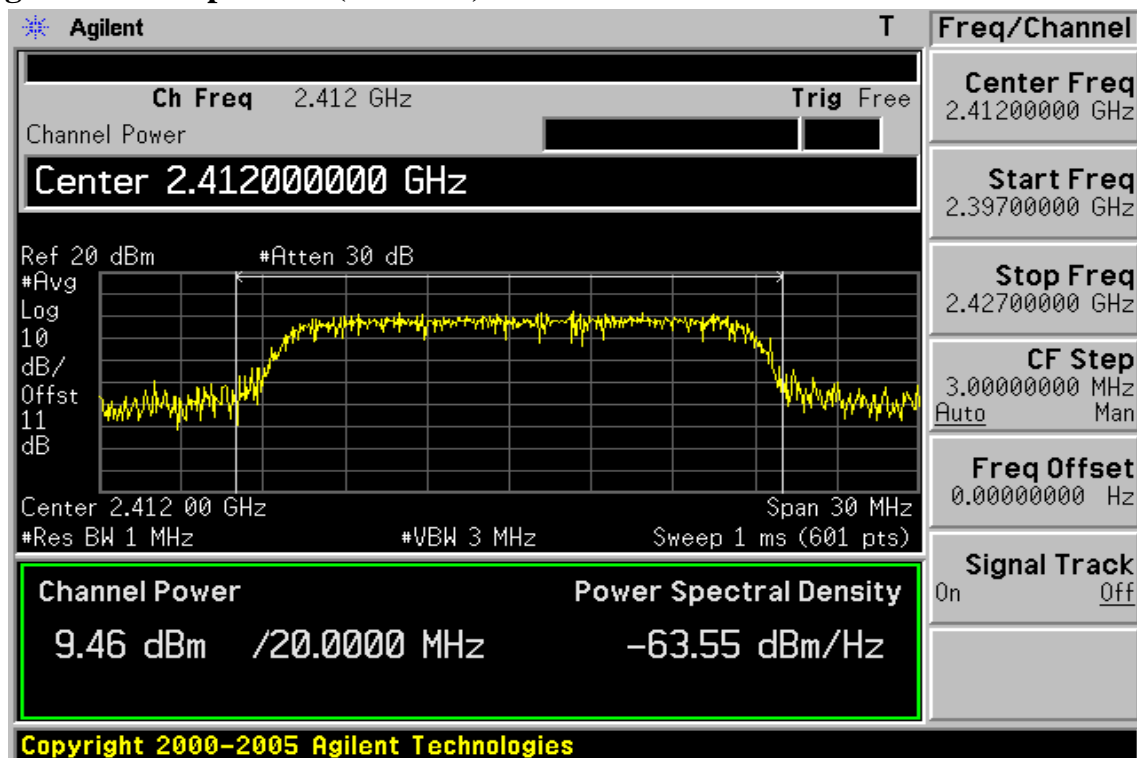 Agilent T
Freq/Channel
Ch Freq 2.412 GHz Trig Free
Channel Power
Center 2.412000000 GHz
Ref 20 dBm #Atten 30 dB
#Avg
Log
10
dB/
Offst
11
dB
Center 2.412 00 GHz Span 30 MHz
#Res BW 1 MHz #VBW 3 MHz Sweep 1 ms (601 pts)
Channel Power Power Spectral Density
9.46 dBm /20.0000 MHz -63.55 dBm/Hz
Center Freq
2.41200000 GHz
Start Freq
2.39700000 GHz
Stop Freq
2.42700000 GHz
CF Step
3.00000000 MHz
Auto Man
Freq Offset
0.00000000 Hz
Signal Track
On Off
Copyright 2000-2005 Agilent Technologies